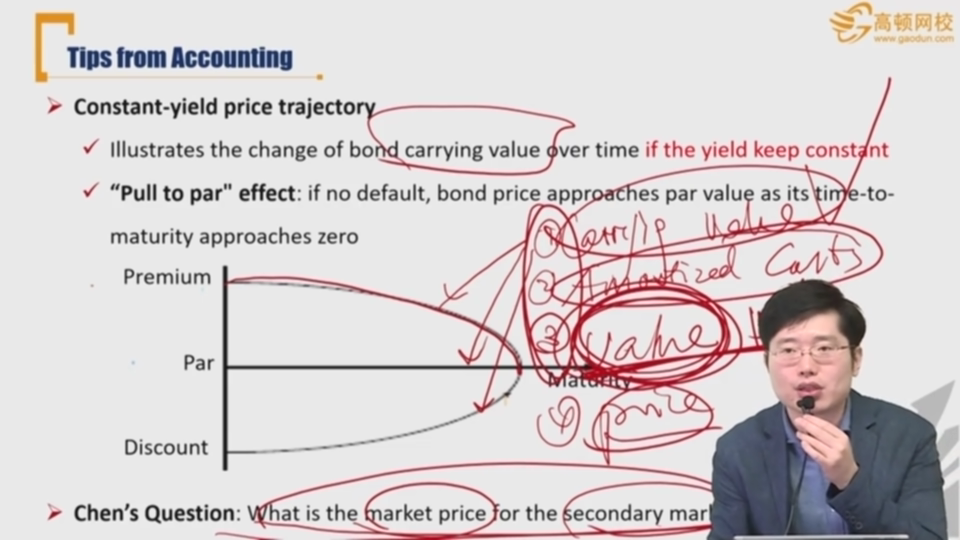 高顿网校
www.gaodun.com
Tips from Accounting
Constant-yield price trajectory
Illustrates the change of bond carrying value over time if the yield keep constant
“Pull to par" effect: if no default, bond price approaches par value as its time-to-
maturity approaches zero
① Carrying value
② Amortized Costs
③ value
④ price
Premium
Par
Maturity
Discount
Chen’s Question: What is the market price for the secondary mar